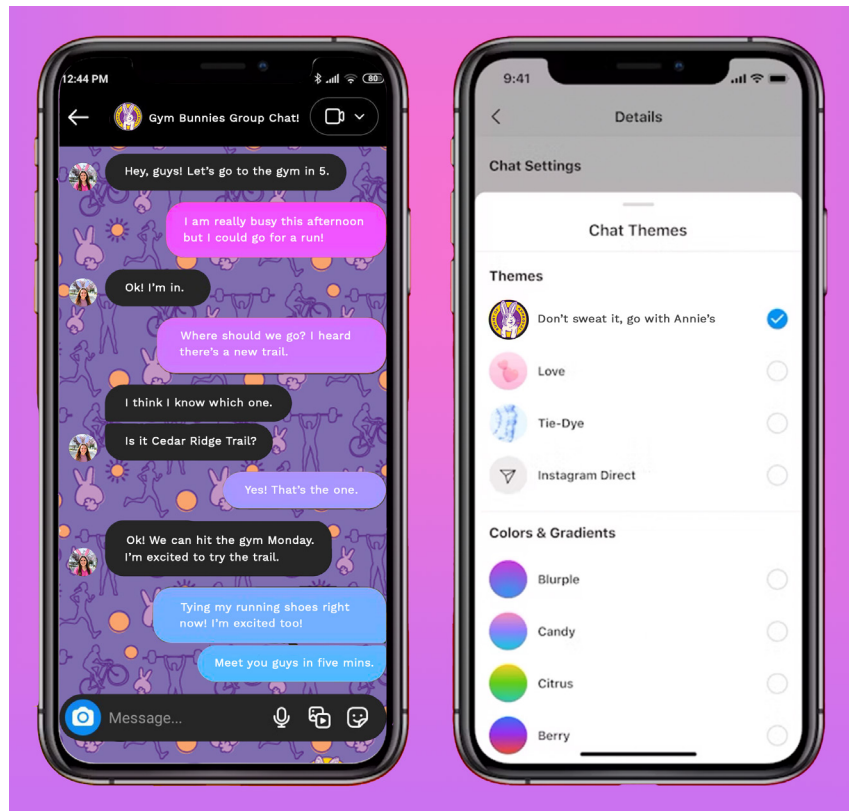 12:44 PM
80
Gym Bunnies Group Chat!
Hey, guys! Let's go to the gym in 5.
I am really busy this afternoon
but I could go for a run!
Ok! I'm in.
Where should we go? I heard
there's a new trail.
I think I know which one.
Is it Cedar Ridge Trail?
Yes! That's the one.
Ok! We can hit the gym Monday.
I'm excited to try the trail.
Tying my running shoes right
now! I'm excited too!
Meet you guys in five mins.
Message...
9:41
Details
Chat Settings
Chat Themes
Themes
Don't sweat it, go with Annie's
Love
Tie-Dye
Instagram Direct
Colors & Gradients
Blurple
Candy
Citrus
Berry